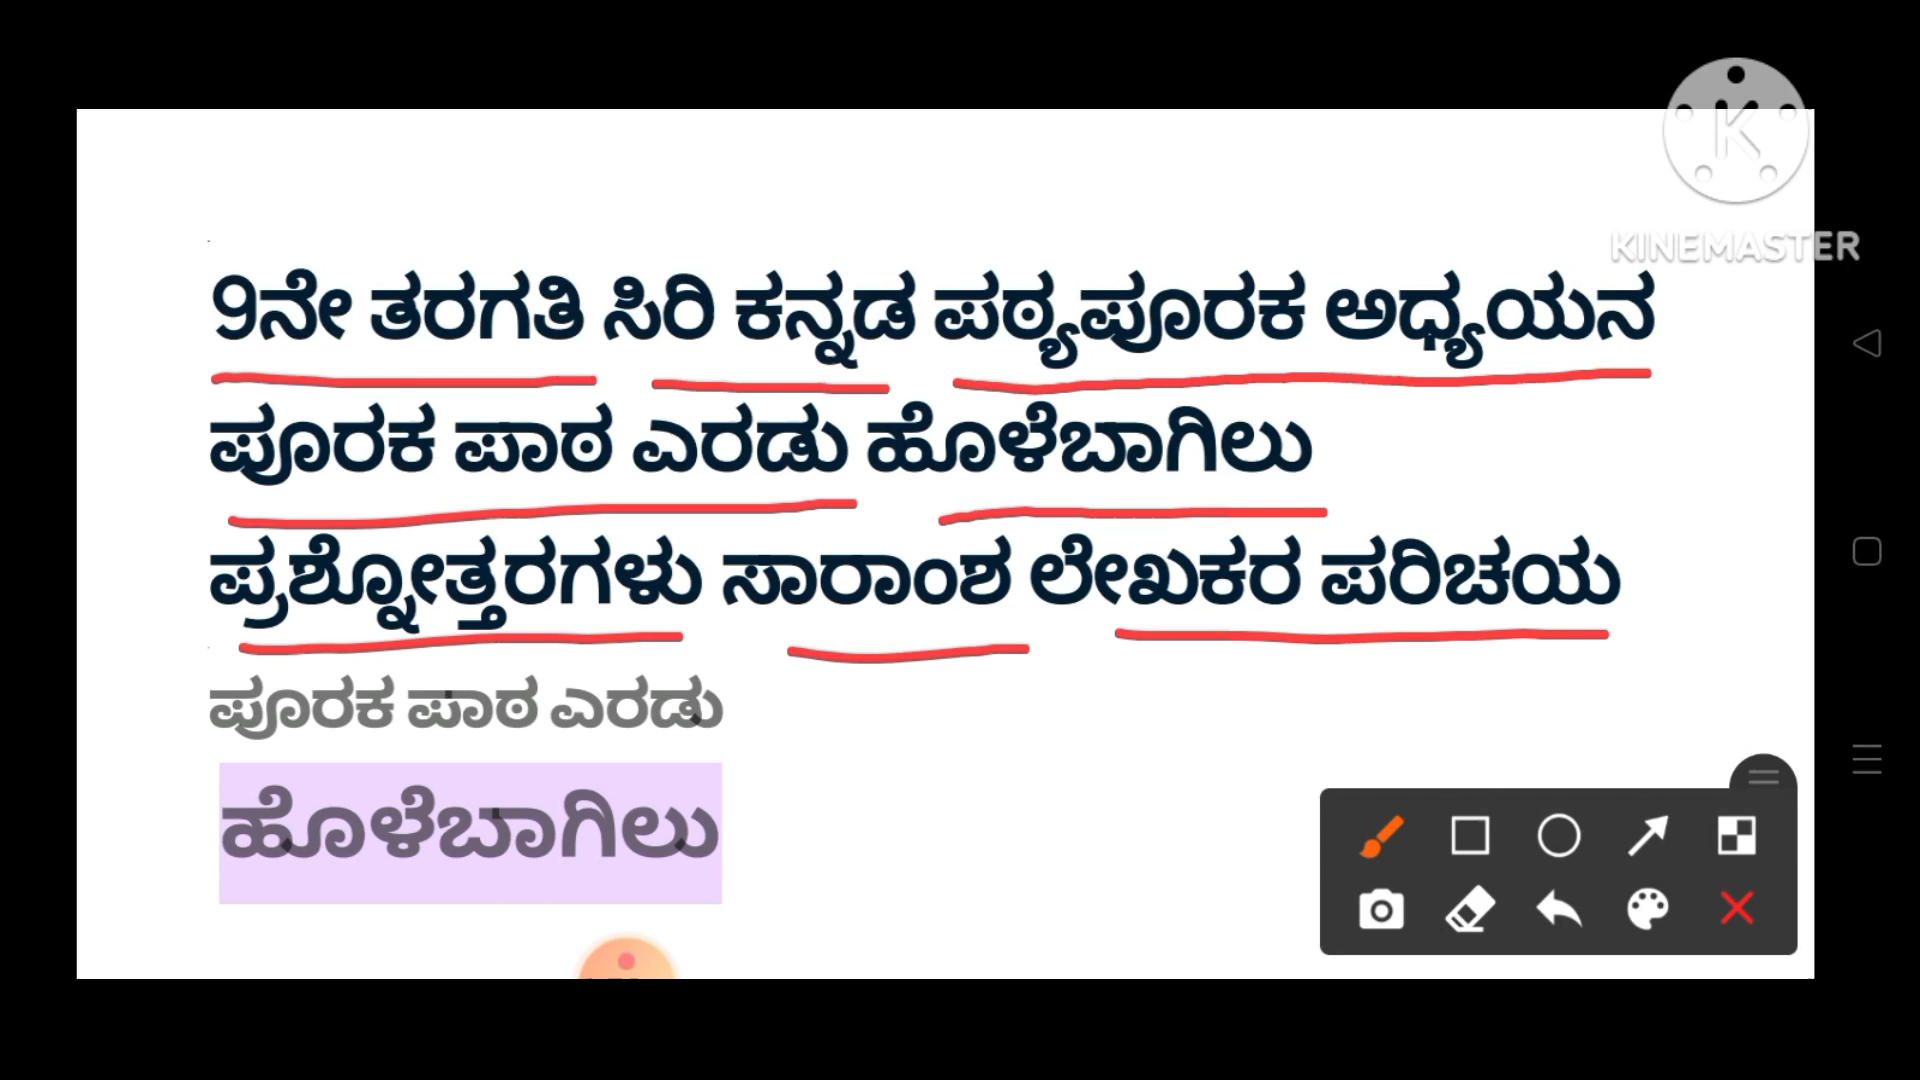 KINEMASTER
9ನೇ ತರಗತಿ ಸಿರಿ ಕನ್ನಡ ಪಠ್ಯಪೂರಕ ಅಧ್ಯಯನ
ಪೂರಕ ಪಾಠ ಎರಡು ಹೊಳೆಬಾಗಿಲು
ಪ್ರಶ್ನೋತ್ತರಗಳು ಸಾರಾಂಶ ಲೇಖಕರ ಪರಿಚಯ
ಪೂರಕ ಪಾಠ ಎರಡು
ಹೊಳೆಬಾಗಿಲು